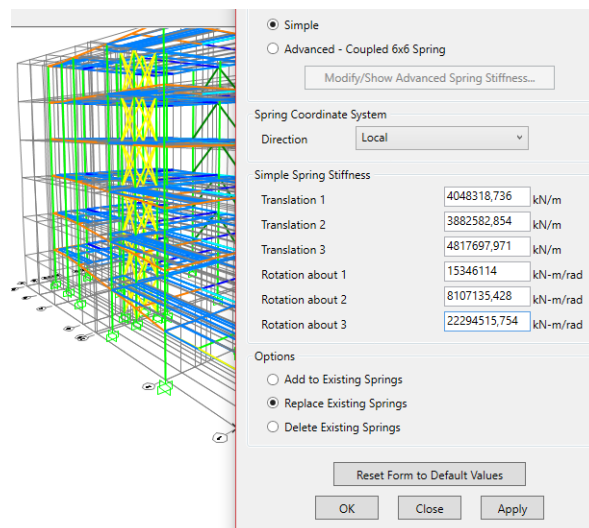 Simple
Advanced - Coupled 6x6 Spring
Modify/Show Advanced Spring Stiffness...
Spring Coordinate System
Direction Local
Simple Spring Stiffness
Translation 1 4048318,736 kN/m
Translation 2 3882582,854 kN/m
Translation 3 4817697,971 kN/m
Rotation about 1 15346114 kN-m/rad
Rotation about 2 8107135,428 kN-m/rad
Rotation about 3 22294515,754 kN-m/rad
Options
Add to Existing Springs
Replace Existing Springs
Delete Existing Springs
Reset Form to Default Values
OK Close Apply